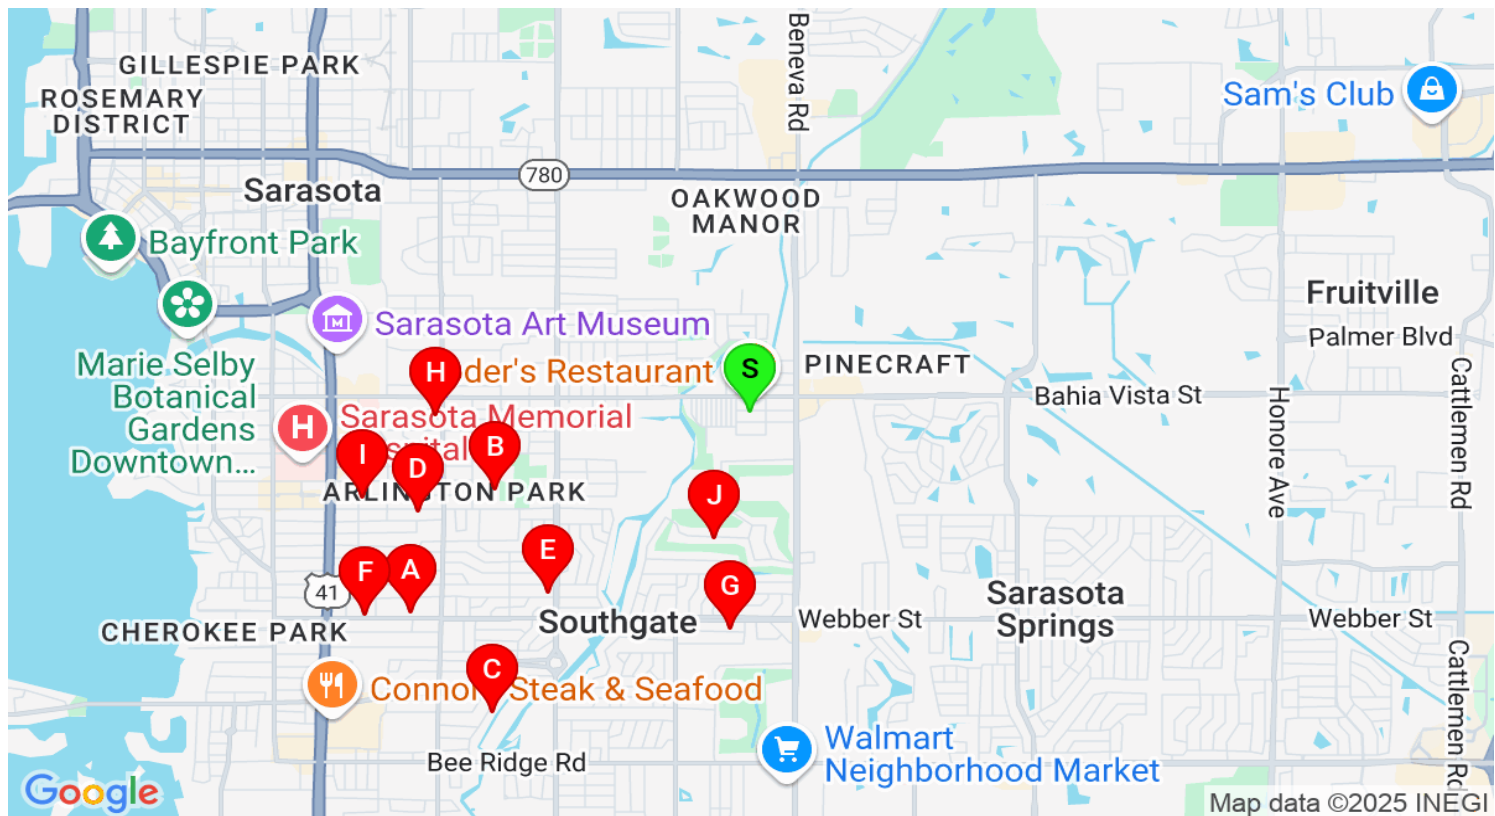 GILLESPIE PARK
ROSEMARY
DISTRICT
Beneva Rd
Sam's Club
780
Sarasota
OAKWOOD
MANOR
Bayfront Park
Fruitville
Palmer Blvd
Sarasota Art Museum
Marie Selby
Botanical
Gardens
Downtown...
H
der's Restaurant
S
PINECRAFT
Bahia Vista St
Honore Ave
Cattlemen Rd
H
Sarasota Memorial
I
D
B
ARLINGTON PARK
J
E
F
A
G
41
CHEROKEE PARK
Southgate
Webber St
Sarasota
Springs
Webber St
C
Connor Steak & Seafood
Cattlemen Rd
Bee Ridge Rd
Walmart
Neighborhood Market
Google
Map data ©2025 INEGI